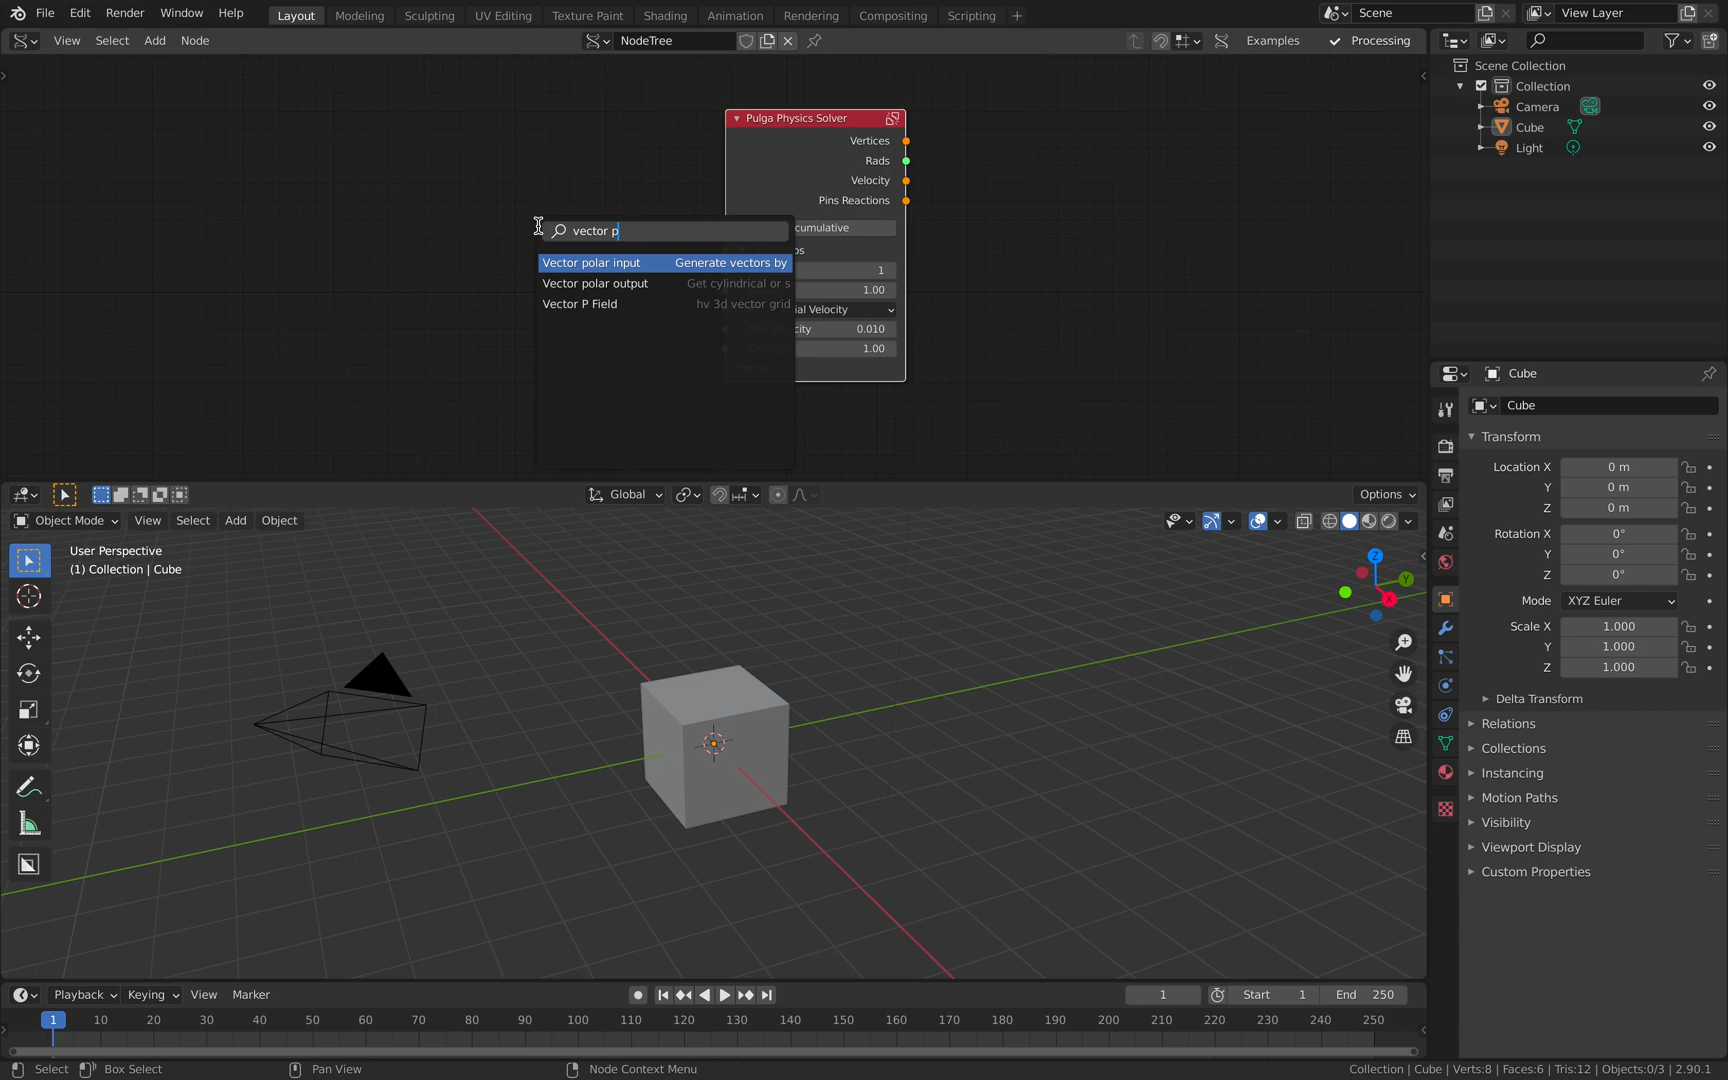 File Edit Render Window Help Layout Modeling Sculpting UV Editing Texture Paint Shading Animation Rendering Compositing Scripting + Scene View Layer
View Select Add Node NodeTree Examples Processing
Scene Collection
Collection
Camera
Cube
Light
Pulga Physics Solver
Vertices
Rads
Velocity
Pins Reactions
vector p
Vector polar input Generate vectors by
Vector polar output Get cylindrical or s
Vector P Field hv 3d vector grid
cumulative
os
1
1.00
ial Velocity
city 0.010
1.00
Cube
Cube
Transform
Location X 0 m
Y 0 m
Z 0 m
Rotation X 0°
Y 0°
Z 0°
Mode XYZ Euler
Scale X 1.000
Y 1.000
Z 1.000
Delta Transform
Relations
Collections
Instancing
Motion Paths
Visibility
Viewport Display
Custom Properties
Global Options
Object Mode View Select Add Object
User Perspective
(1) Collection | Cube
Z
Y
X
Playback Keying View Marker 1 Start 1 End 250
1 10 20 30 40 50 60 70 80 90 100 110 120 130 140 150 160 170 180 190 200 210 220 230 240 250
Select Box Select Pan View Node Context Menu Collection | Cube | Verts:8 | Faces:6 | Tris:12 | Objects:0/3 | 2.90.1